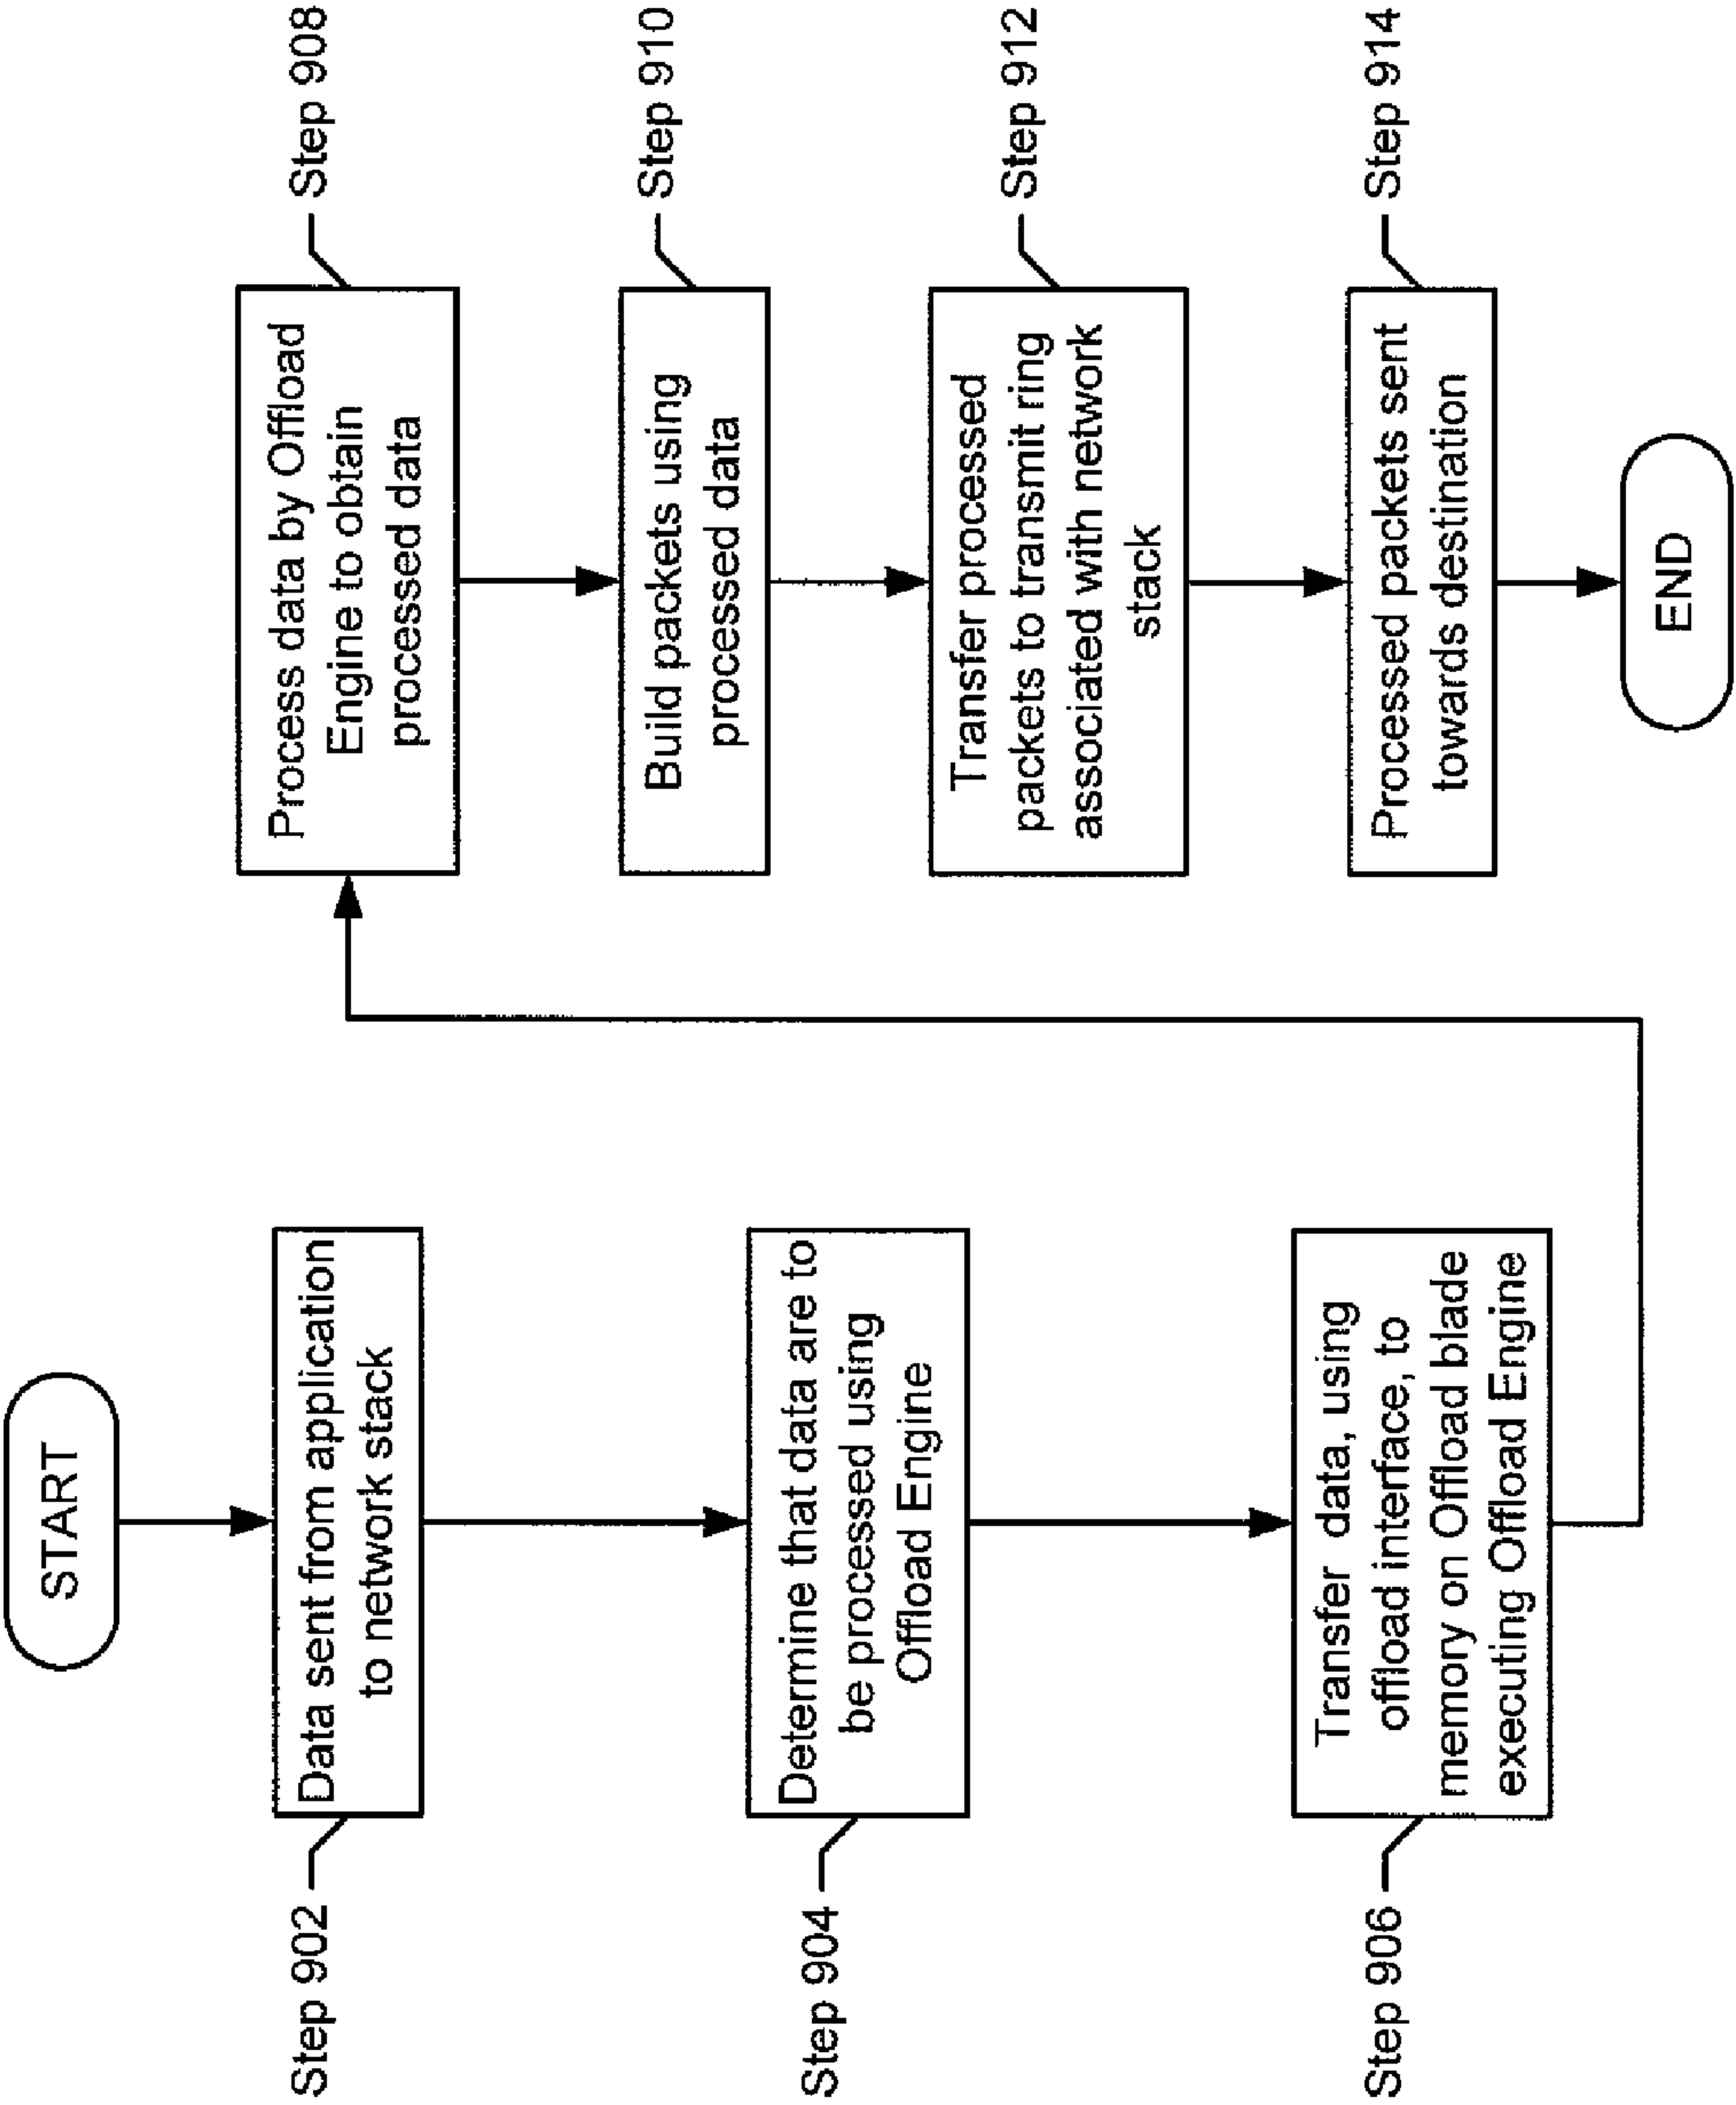 START
Step 902
Data sent from application
to network stack
Step 904
Determine that data are to
be processed using
Offload Engine
Step 906
Transfer data, using
offload interface, to
memory on Offload blade
executing Offload Engine
Process data by Offload
Engine to obtain
processed data
Step 908
Build packets using
processed data
Step 910
Transfer processed
packets to transmit ring
associated with network
stack
Step 912
Processed packets sent
towards destination
Step 914
END